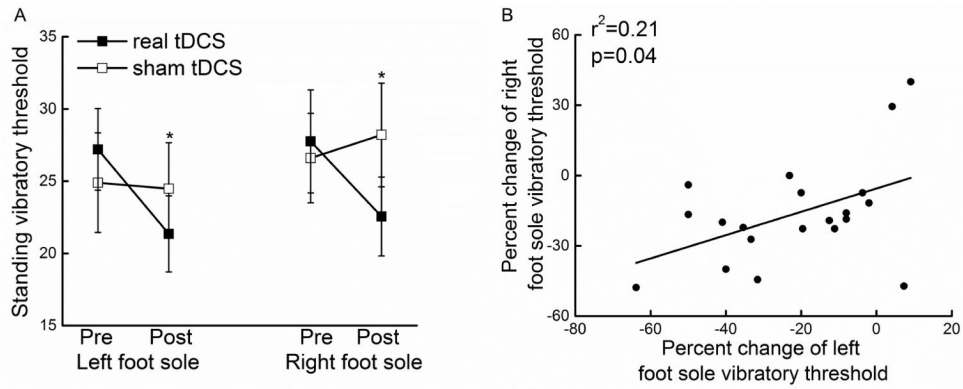 A
real tDCS
sham tDCS
Standing vibratory threshold
35
30
25
20
15
*
*
Pre Post Pre Post
Left foot sole Right foot sole
B
r²=0.21
p=0.04
Percent change of right
foot sole vibratory threshold
60
30
0
-30
-60
-80 -60 -40 -20 0 20
Percent change of left
foot sole vibratory threshold